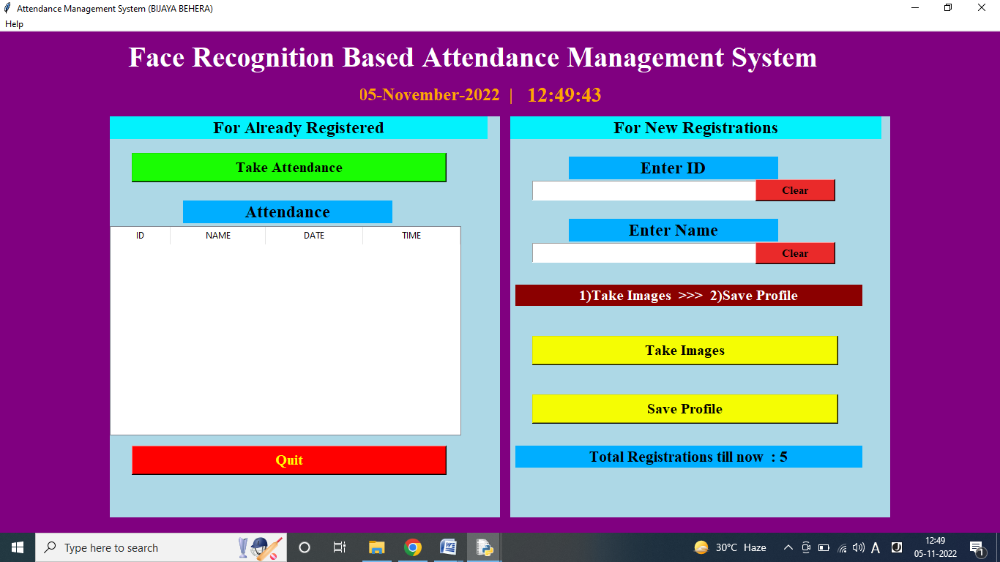 Attendance Management System (BIJAYA BEHERA)
Help
Face Recognition Based Attendance Management System
05-November-2022 | 12:49:43
For Already Registered
Take Attendance
Attendance
ID NAME DATE TIME
Quit
For New Registrations
Enter ID
Clear
Enter Name
Clear
1)Take Images >>> 2)Save Profile
Take Images
Save Profile
Total Registrations till now : 5
Type here to search
30°C Haze
A
12:49
05-11-2022
1